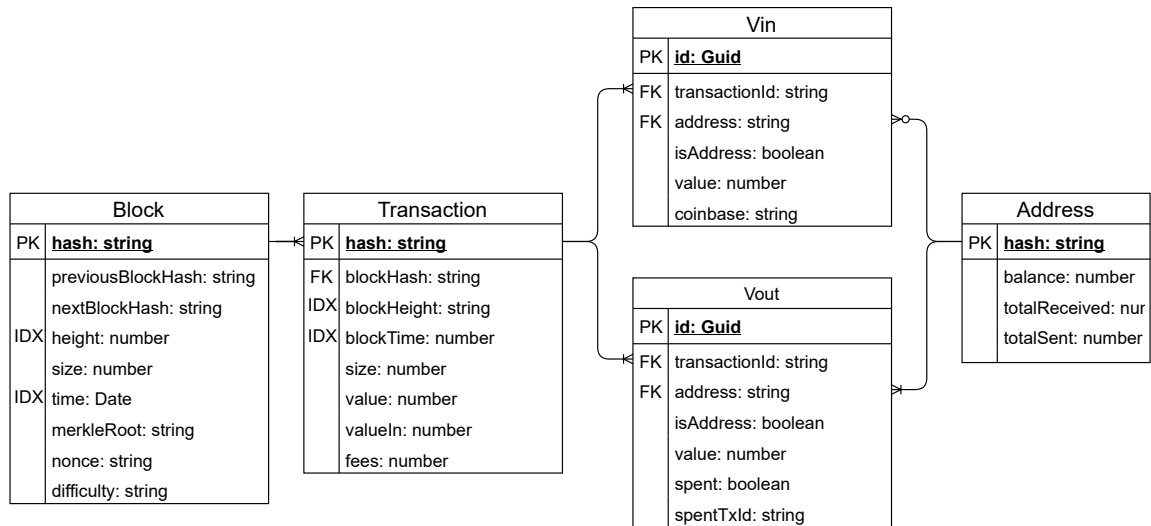 Vin
PK id: Guid
FK transactionId: string
FK address: string
isAddress: boolean
value: number
coinbase: string
Block
PK hash: string
previousBlockHash: string
nextBlockHash: string
IDX height: number
size: number
IDX time: Date
merkleRoot: string
nonce: string
difficulty: string
Transaction
PK hash: string
FK blockHash: string
IDX blockHeight: string
IDX blockTime: number
size: number
value: number
valueIn: number
fees: number
Vout
PK id: Guid
FK transactionId: string
FK address: string
isAddress: boolean
value: number
spent: boolean
spentTxId: string
Address
PK hash: string
balance: number
totalReceived: nur
totalSent: number